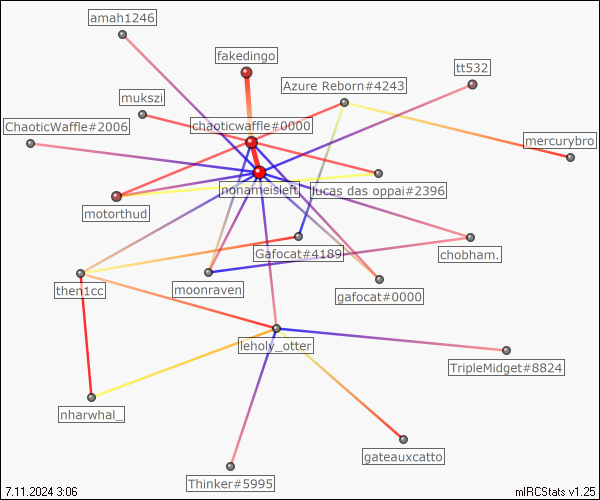 amah1246
fakedingo
tt532
Azure Reborn#4243
mukszi
ChaoticWaffle#2006
chaoticwaffle#0000
mercurybro
nonameisleft
lucas das oppai#2396
motorthud
Gafocat#4189
chobham.
then1cc
moonraven
gafocat#0000
leholy_otter
TripleMidget#8824
nharwhal_
gateauxcatto
Thinker#5995
7.11.2024 3:06
mIRCStats v1.25